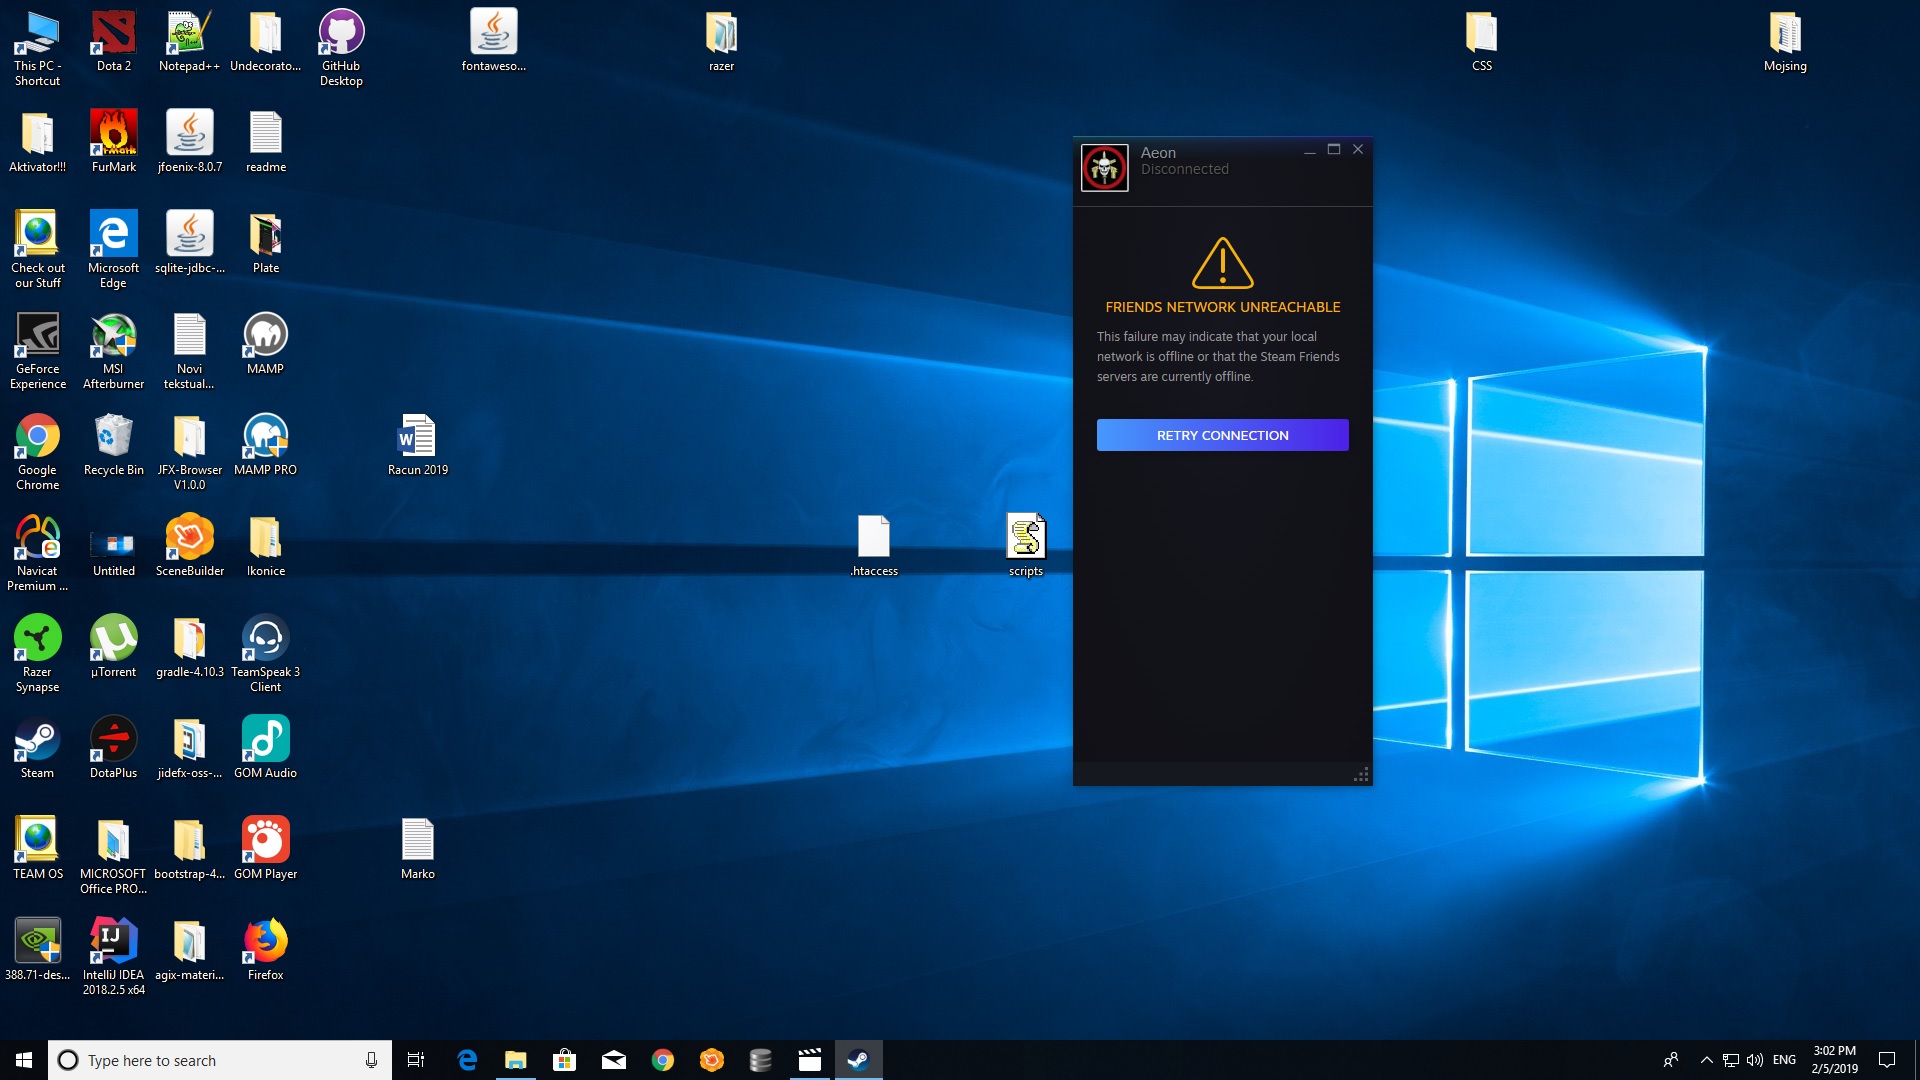 This PC -
Shortcut
Dota 2
Notepad++
Undecorato...
GitHub
Desktop
fontaweso...
razer
CSS
Mojsing
Aktivator!!!
FurMark
jfoenix-8.0.7
readme
Aeon
Disconnected
Check out
our Stuff
Microsoft
Edge
sqlite-jdbc-...
Plate
FRIENDS NETWORK UNREACHABLE
This failure may indicate that your local
network is offline or that the Steam Friends
servers are currently offline.
RETRY CONNECTION
GeForce
Experience
MSI
Afterburner
Novi
tekstual...
MAMP
Google
Chrome
Recycle Bin
JFX-Browser
V1.0.0
MAMP PRO
Racun 2019
Navicat
Premium ...
Untitled
SceneBuilder
Ikonice
.htaccess
scripts
Razer
Synapse
µTorrent
gradle-4.10.3
TeamSpeak 3
Client
Steam
DotaPlus
jidefx-oss-...
GOM Audio
TEAM OS
MICROSOFT
Office PRO...
bootstrap-4...
GOM Player
Marko
388.71-des...
IntelliJ IDEA
2018.2.5 x64
agix-materi...
Firefox
Type here to search
ENG
3:02 PM
2/5/2019